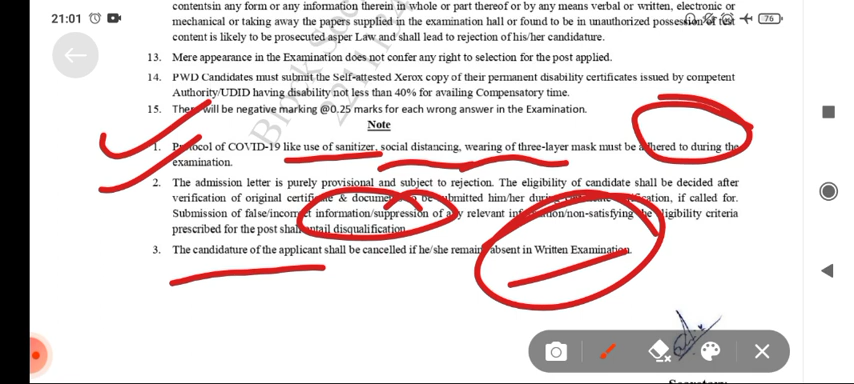 contentsin any form or any information therein in whole or part thereof or by any means verbal or written, electronic or
21:01
76
mechanical or taking away the papers supplied in the examination hall or found to be in unauthorized possession of test
content is likely to be prosecuted asper Law and shall lead to rejection of his/her candidature.
13. Mere appearance in the Examination does not confer any right to selection for the post applied.
14. PWD Candidates must submit the Self-attested Xerox copy of their permanent disability certificates issued by competent
Authority/UDID having disability not less than 40% for availing Compensatory time.
15. There will be negative marking @0.25 marks for each wrong answer in the Examination.
Note
1. Protocol of COVID-19 like use of sanitizer, social distancing, wearing of three-layer mask must be adhered to during the
examination.
2. The admission letter is purely provisional and subject to rejection. The eligibility of candidate shall be decided after
verification of original certificate & documents to be submitted him/her during certificate verification, if called for.
Submission of false/incorrect information/suppression of any relevant information/non-satisfying the eligibility criteria
prescribed for the post shall entail disqualification.
3. The candidature of the applicant shall be cancelled if he/she remains absent in Written Examination.